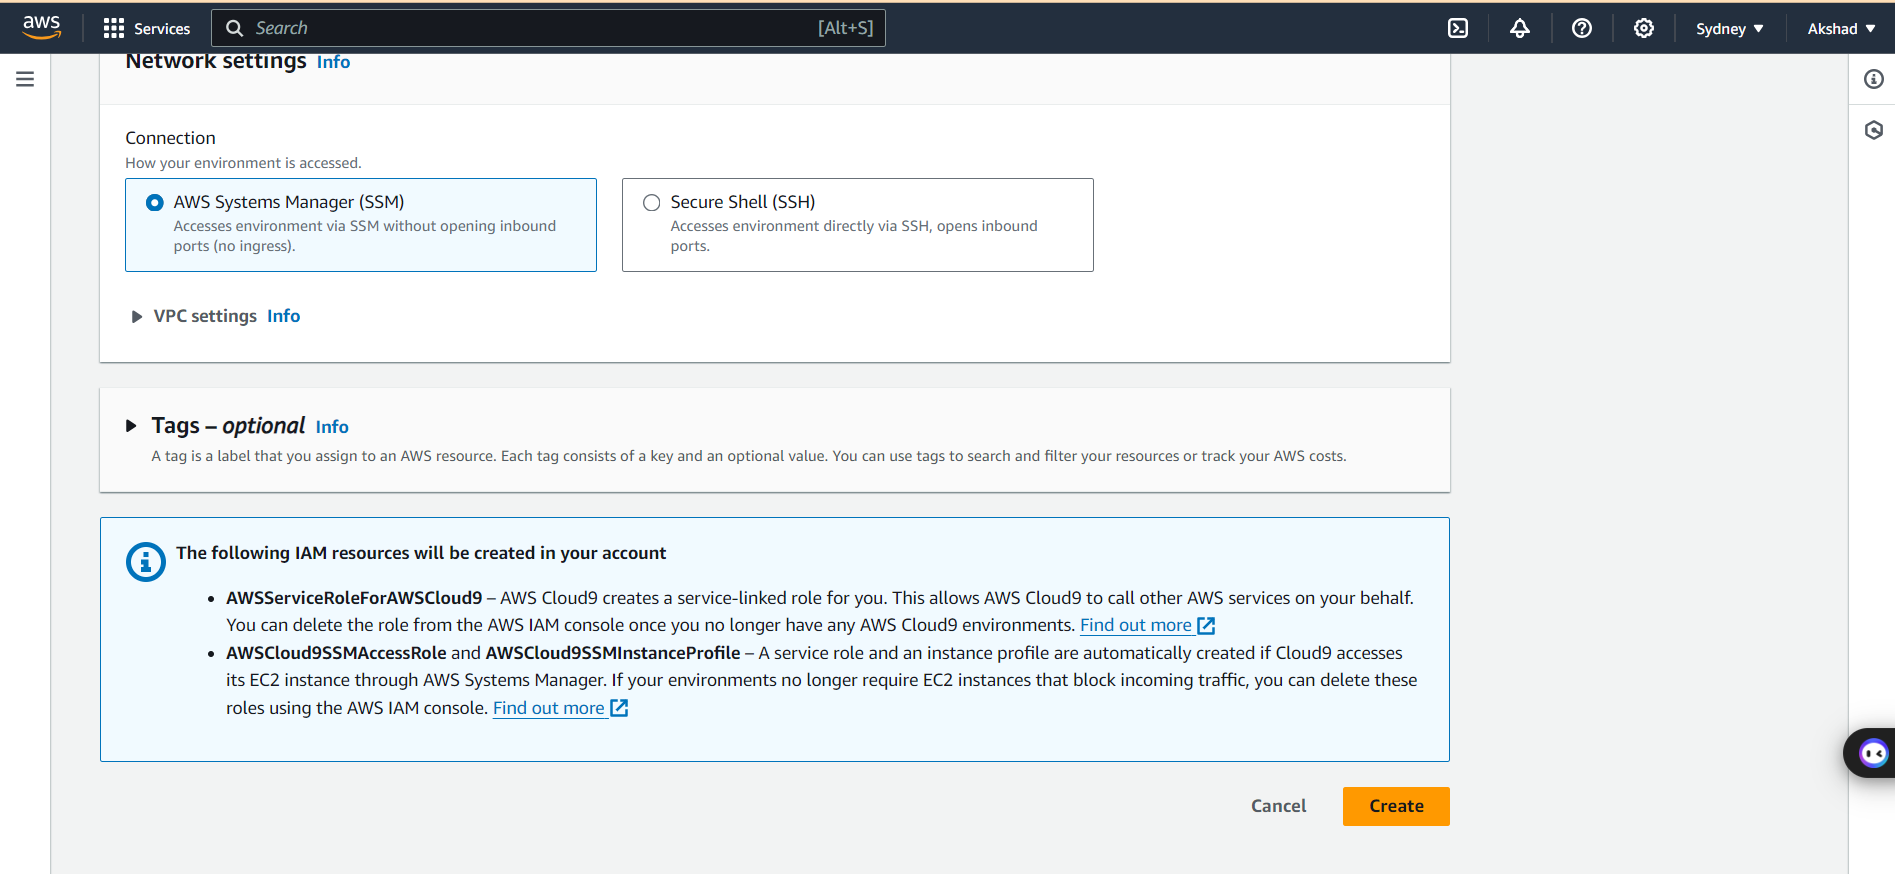 aws
Services
Search
[Alt+S]
Sydney
Akshad
Network settings Info
Connection
How your environment is accessed.
AWS Systems Manager (SSM)
Accesses environment via SSM without opening inbound
ports (no ingress).
Secure Shell (SSH)
Accesses environment directly via SSH, opens inbound
ports.
VPC settings Info
Tags – optional Info
A tag is a label that you assign to an AWS resource. Each tag consists of a key and an optional value. You can use tags to search and filter your resources or track your AWS costs.
The following IAM resources will be created in your account
• AWSServiceRoleForAWSCloud9 – AWS Cloud9 creates a service-linked role for you. This allows AWS Cloud9 to call other AWS services on your behalf.
You can delete the role from the AWS IAM console once you no longer have any AWS Cloud9 environments. Find out more
• AWSCloud9SSMAccessRole and AWSCloud9SSMInstanceProfile – A service role and an instance profile are automatically created if Cloud9 accesses
its EC2 instance through AWS Systems Manager. If your environments no longer require EC2 instances that block incoming traffic, you can delete these
roles using the AWS IAM console. Find out more
Cancel
Create